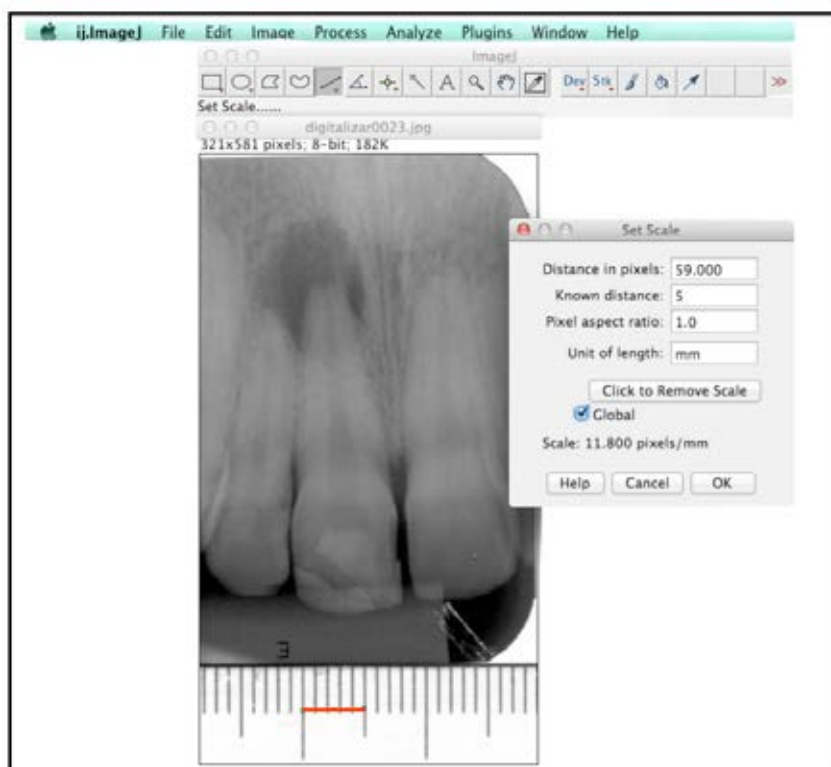 ij.ImageJ File Edit Image Process Analyze Plugins Window Help
ImageJ
A Dev Stk >>
Set Scale......
digitalizar0023.jpg
321x581 pixels; 8-bit; 182K
Set Scale
Distance in pixels: 59.000
Known distance: 5
Pixel aspect ratio: 1.0
Unit of length: mm
Click to Remove Scale
Global
Scale: 11.800 pixels/mm
Help Cancel OK
E